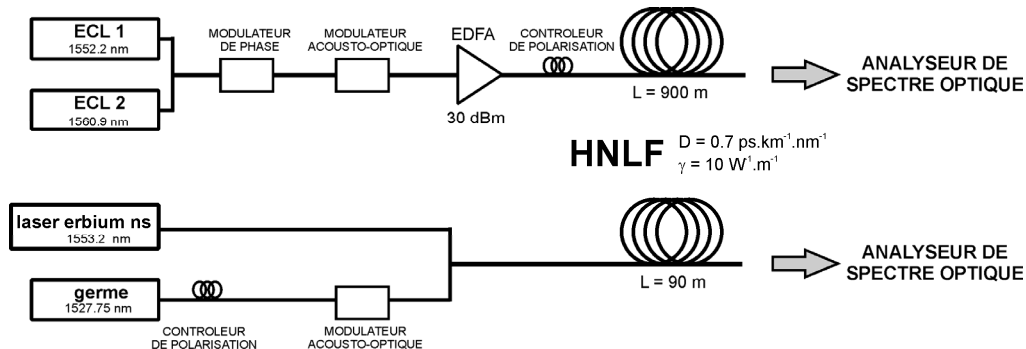 ECL 1
1552.2 nm
ECL 2
1560.9 nm
MODULATEUR
DE PHASE
MODULATEUR
ACOUSTO-OPTIQUE
EDFA
30 dBm
CONTROLEUR
DE POLARISATION
L = 900 m
ANALYSEUR DE
SPECTRE OPTIQUE
HNLF
D = 0.7 ps.km⁻¹.nm⁻¹
γ = 10 W⁻¹.m⁻¹
laser erbium ns
1553.2 nm
germe
1527.75 nm
CONTROLEUR
DE POLARISATION
MODULATEUR
ACOUSTO-OPTIQUE
L = 90 m
ANALYSEUR DE
SPECTRE OPTIQUE